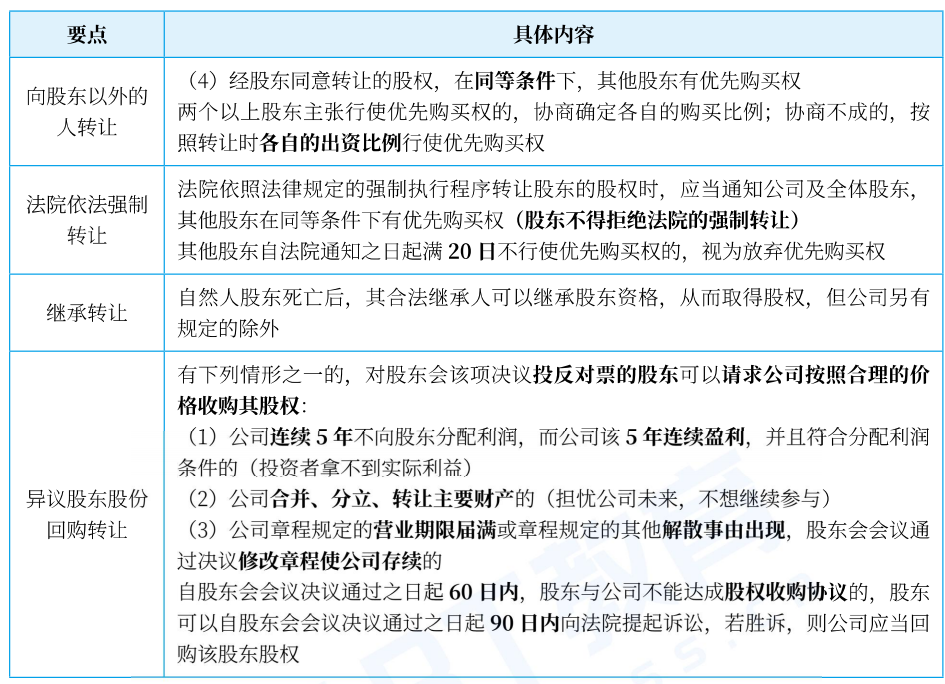 要点
具体内容
向股东以外的
人转让
（4）经股东同意转让的股权，在同等条件下，其他股东有优先购买权
两个以上股东主张行使优先购买权的，协商确定各自的购买比例；协商不成的，按
照转让时各自的出资比例行使优先购买权
法院依法强制
转让
法院依照法律规定的强制执行程序转让股东的股权时，应当通知公司及全体股东，
其他股东在同等条件下有优先购买权（股东不得拒绝法院的强制转让）
其他股东自法院通知之日起满 20 日不行使优先购买权的，视为放弃优先购买权
继承转让
自然人股东死亡后，其合法继承人可以继承股东资格，从而取得股权，但公司另有
规定的除外
异议股东股份
回购转让
有下列情形之一的，对股东会该项决议投反对票的股东可以请求公司按照合理的价
格收购其股权：
（1）公司连续 5 年不向股东分配利润，而公司该 5 年连续盈利，并且符合分配利润
条件的（投资者拿不到实际利益）
（2）公司合并、分立、转让主要财产的（担忧公司未来，不想继续参与）
（3）公司章程规定的营业期限届满或章程规定的其他解散事由出现，股东会会议通
过决议修改章程使公司存续的
自股东会会议决议通过之日起 60 日内，股东与公司不能达成股权收购协议的，股东
可以自股东会会议决议通过之日起 90 日内向法院提起诉讼，若胜诉，则公司应当回
购该股东股权